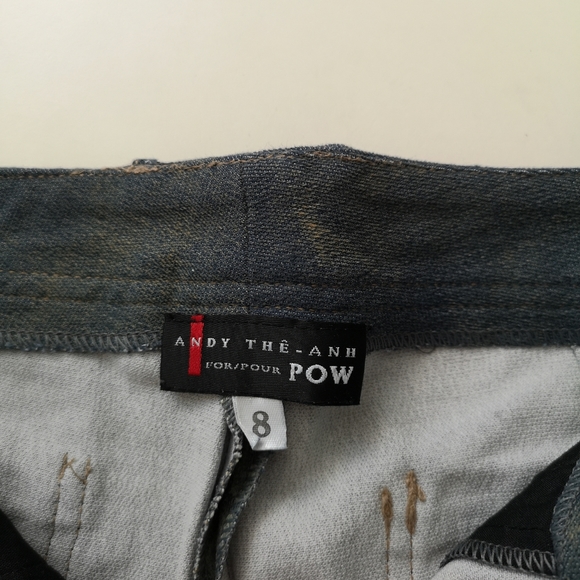 ANDY THÊ-ANH
FOR/POUR POW
8